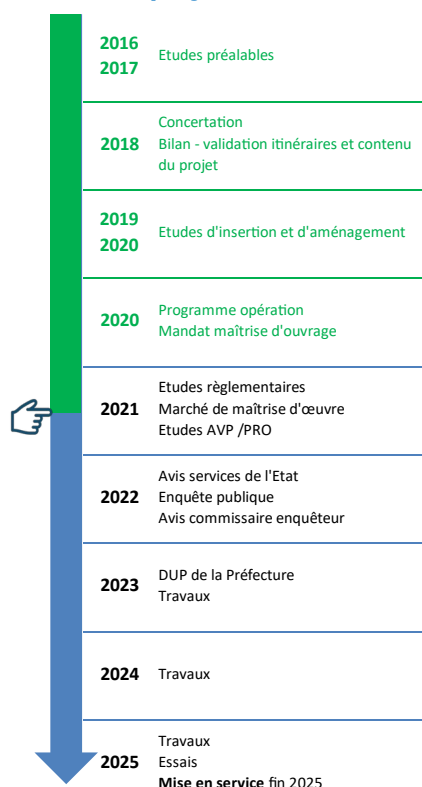 2016
2017
Etudes préalables
2018
Concertation
Bilan - validation itinéraires et contenu
du projet
2019
2020
Etudes d'insertion et d'aménagement
2020
Programme opération
Mandat maîtrise d'ouvrage
2021
Etudes règlementaires
Marché de maîtrise d'œuvre
Etudes AVP /PRO
2022
Avis services de l'Etat
Enquête publique
Avis commissaire enquêteur
2023
DUP de la Préfecture
Travaux
2024
Travaux
2025
Travaux
Essais
Mise en service fin 2025